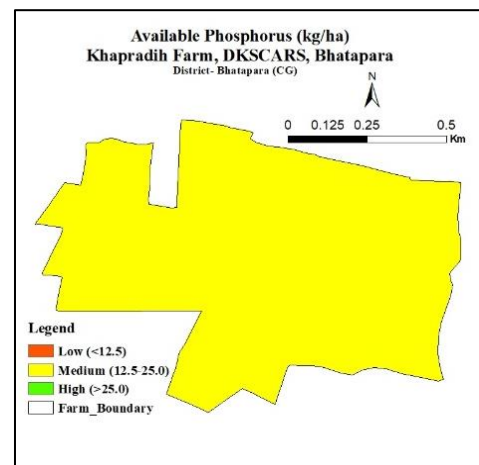 Available Phosphorus (kg/ha)
Khapradih Farm, DKSCARS, Bhatapara
District- Bhatapara (CG)
N
0 0.125 0.25 0.5
Km
Legend
Low (<12.5)
Medium (12.5-25.0)
High (>25.0)
Farm_Boundary